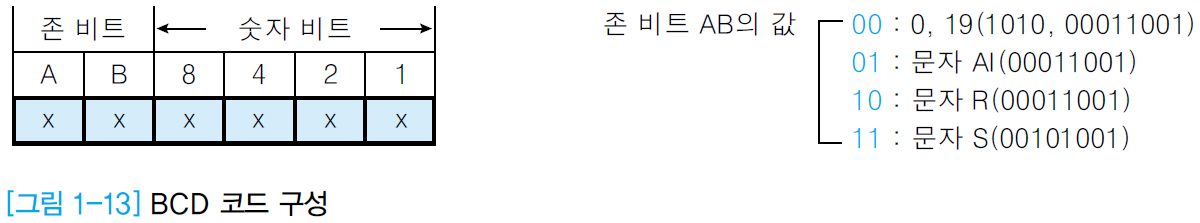 존 비트 숫자 비트
A B 8 4 2 1
x x x x x x
존 비트 AB의 값
00 : 0, 19(1010, 00011001)
01 : 문자 AI(00011001)
10 : 문자 R(00011001)
11 : 문자 S(00101001)
[그림 1-13] BCD 코드 구성